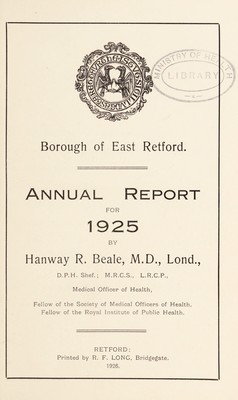 MINISTRY OF HEALTH
LIBRARY
Borough of East Retford.
ANNUAL REPORT
FOR
1925
BY
Hanway R. Beale, M.D., Lond.,
D.P.H. Shef.; M.R.C.S., L.R.C.P.,
Medical Officer of Health.
Fellow of the Society of Medical Officers of Health.
Fellow of the Royal Institute of Public Health.
RETFORD:
Printed by R. F. LONG, Bridgegate.
1926.